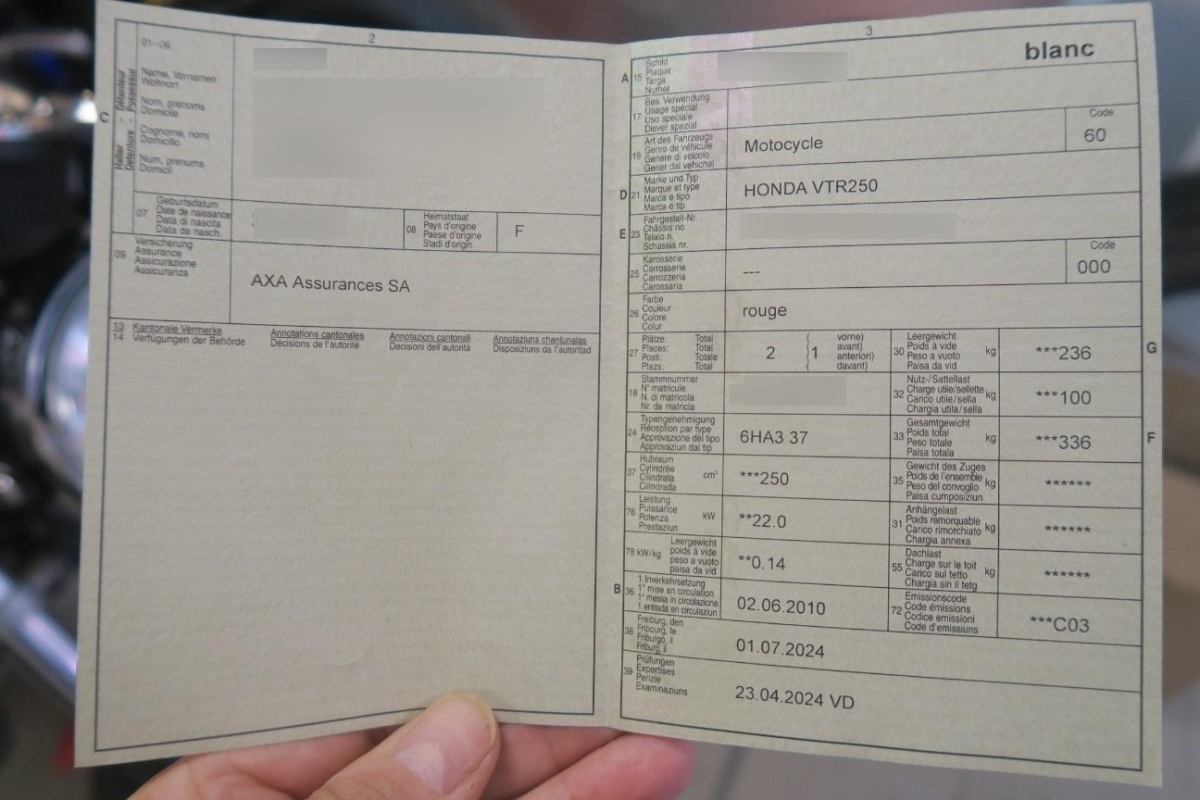 2
C
Halter - Détenteur
Detentore - Possessur
01–06
Name, Vornamen
Wohnort
Nom, prénoms
Domicile
Cognome, nomi
Domicilio
Num, prenums
Domicil
07
Geburtsdatum
Date de naissance
Data di nascita
Data da nasch.
08
Heimatstaat
Pays d'origine
Paese d'origine
Stadi d'origin
F
09
Versicherung
Assurance
Assicurazione
Assicuranza
AXA Assurances SA
13 Kantonale Vermerke Annotations cantonales Annotazioni cantonali Annotaziuns chantunalas
14 Verfügungen der Behörde Décisions de l'autorité Decisioni dell'autorità Disposiziuns da l'autoritad
3
A 15
Schild
Plaque
Targa
Numer
blanc
17
Bes. Verwendung
Usage spécial
Uso speciale
Diever spezial
19
Art des Fahrzeugs
Genre de véhicule
Genere di veicolo
Gener dal vehichel
Motocycle
Code
60
D 21
Marke und Typ
Marque et type
Marca e tipo
Marca e tip
HONDA VTR250
E 23
Fahrgestell-Nr.
Châssis no
Telaio n.
Schassis nr.
25
Karosserie
Carrosserie
Carrozzeria
Carossaria
---
Code
000
26
Farbe
Couleur
Colore
Colur
rouge
27
Plätze: Total
Places: Total
Posti: Totale
Plazs: Total
2
( 1
vorne)
avant)
anteriori)
davant)
30
Leergewicht
Poids à vide
Peso a vuoto
Paisa da vid
kg
***236
G
18
Stammnummer
N° matricule
N. di matricola
Nr. da matricla
32
Nutz-/Sattellast
Charge utile/sellette
Carico utile/sella
Chargia utila/sella
kg
***100
24
Typengenehmigung
Réception par type
Approvazione del tipo
Approvaziun dal tip
6HA3 37
33
Gesamtgewicht
Poids total
Peso totale
Paisa totala
kg
***336
F
37
Hubraum
Cylindrée
Cilindrata
Cilindrada
cm³
***250
35
Gewicht des Zuges
Poids de l'ensemble
Peso del convoglio
Paisa cumposiziun
kg
******
76
Leistung
Puissance
Potenza
Prestaziun
kW
**22.0
31
Anhängelast
Poids remorquable
Carico rimorchiato
Chargia annexa
kg
******
78 kW/kg
Leergewicht
poids à vide
peso a vuoto
paisa da vid
**0.14
55
Dachlast
Charge sur le toit
Carico sul tetto
Chargia sin il tetg
kg
******
B 36
1. Inverkehrsetzung
1re mise en circulation
1a messa in circolazione
1. entrada en circulaziun
02.06.2010
72
Emissionscode
Code émissions
Codice emissioni
Code d'emissiuns
***C03
38
Freiburg, den
Fribourg, le
Friburgo, il
Friburg, il
01.07.2024
39
Prüfungen
Expertises
Perizie
Examinaziuns
23.04.2024 VD